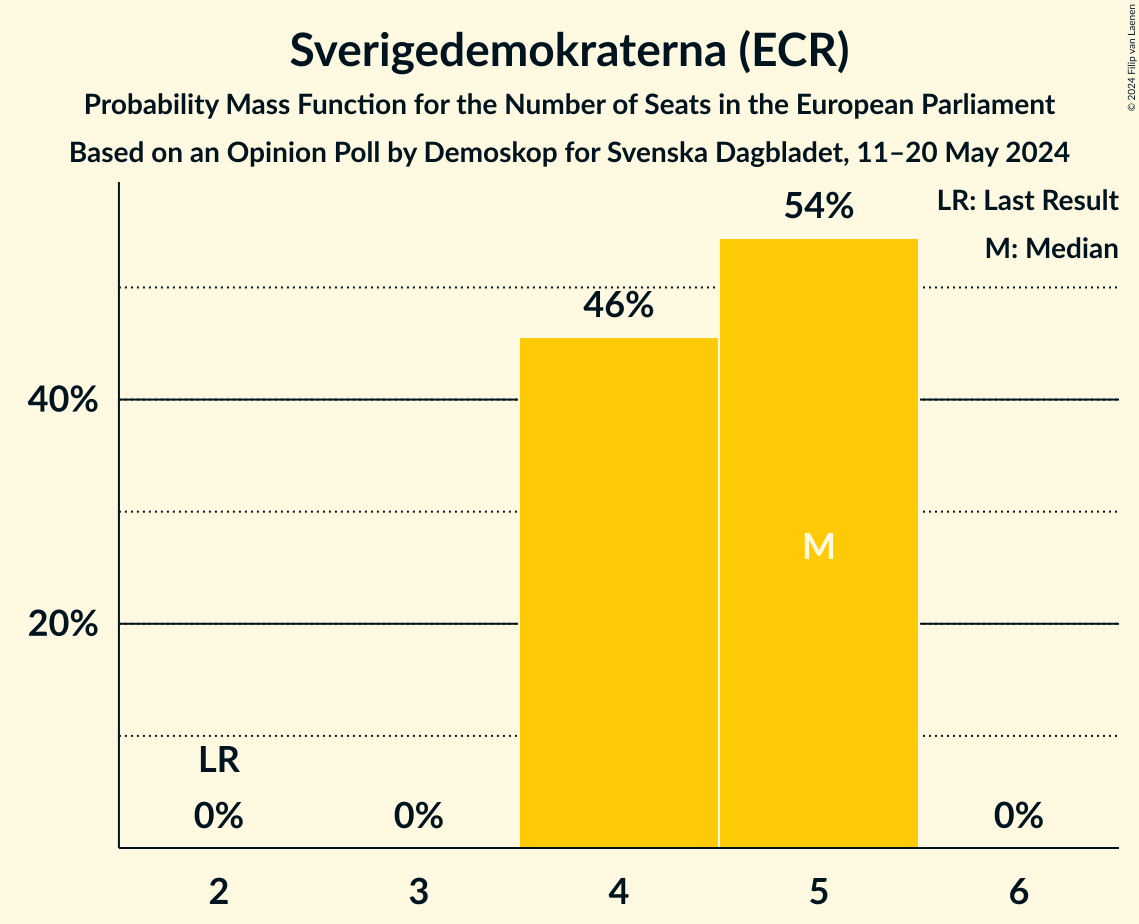 Sverigedemokraterna (ECR)
Probability Mass Function for the Number of Seats in the European Parliament
Based on an Opinion Poll by Demoskop for Svenska Dagbladet, 11–20 May 2024
© 2024 Filip van Laenen
LR: Last Result
M: Median
54%
46%
40%
M
20%
LR
0%
0%
0%
2
3
4
5
6